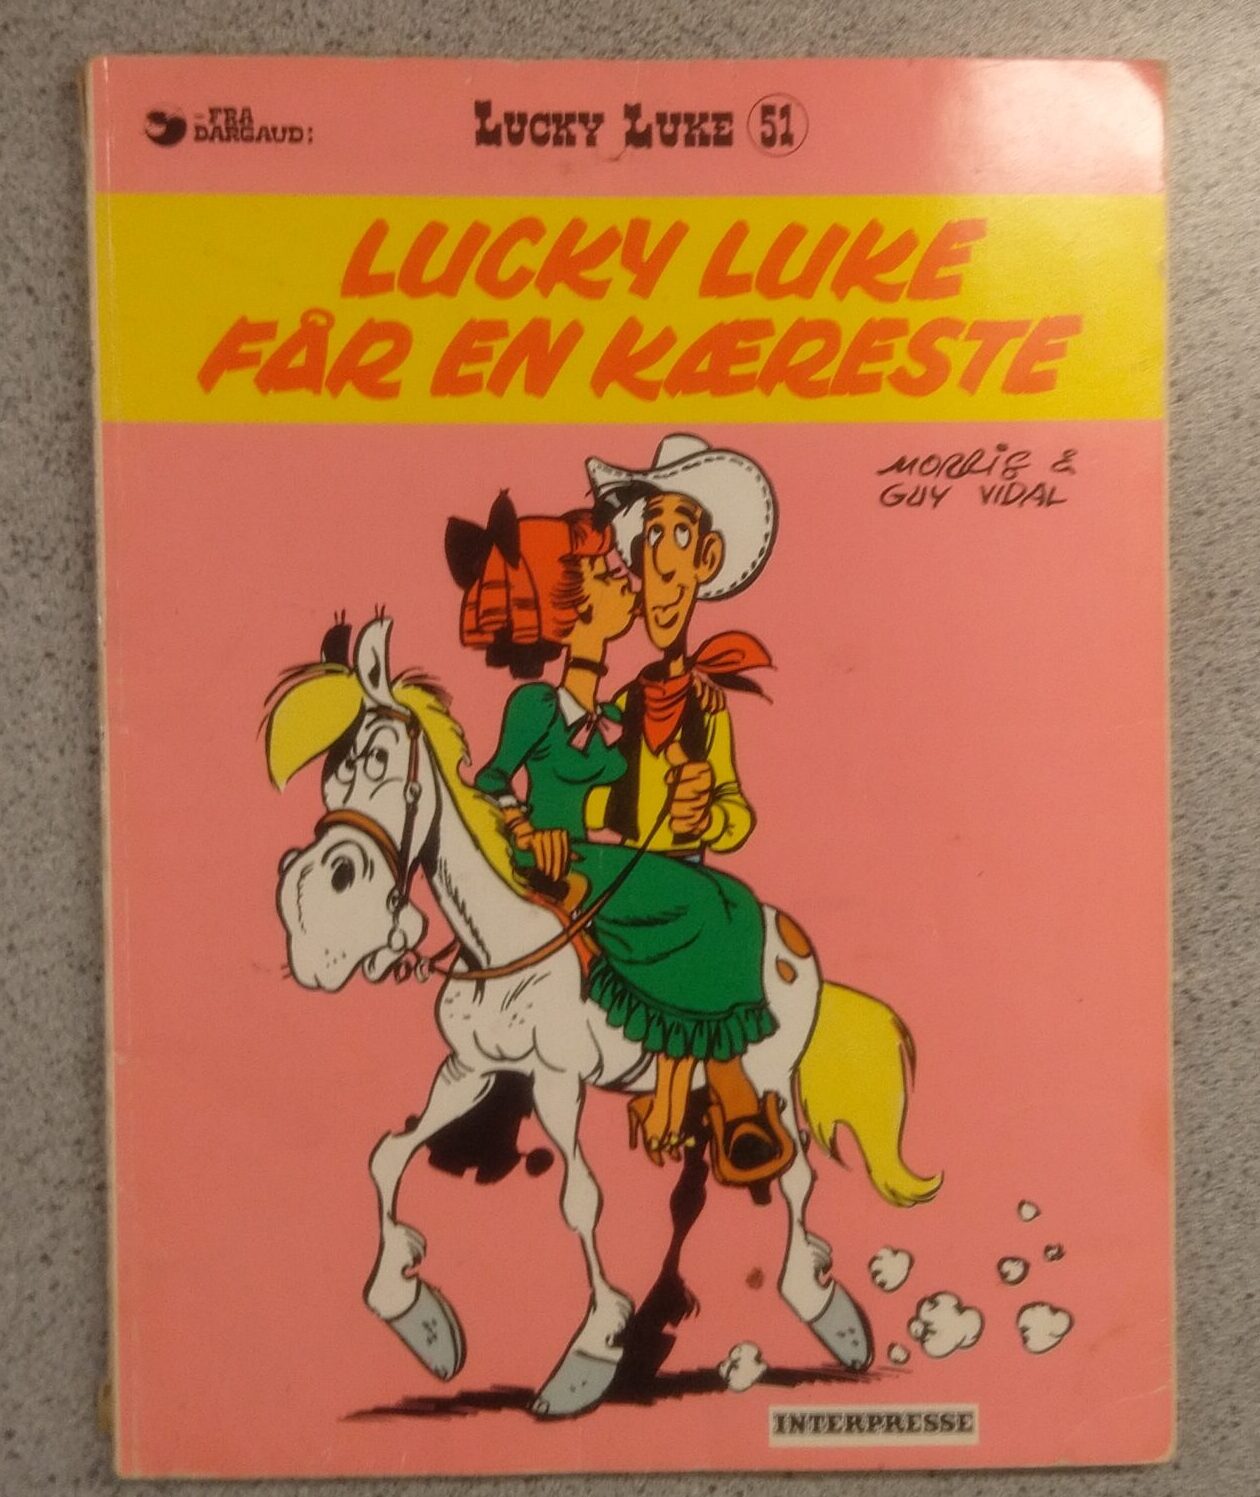 -FRA
DARGAUD:
LUCKY LUKE 51
LUCKY LUKE
FÅR EN KÆRESTE
MORRIS &
GUY VIDAL
INTERPRESSE